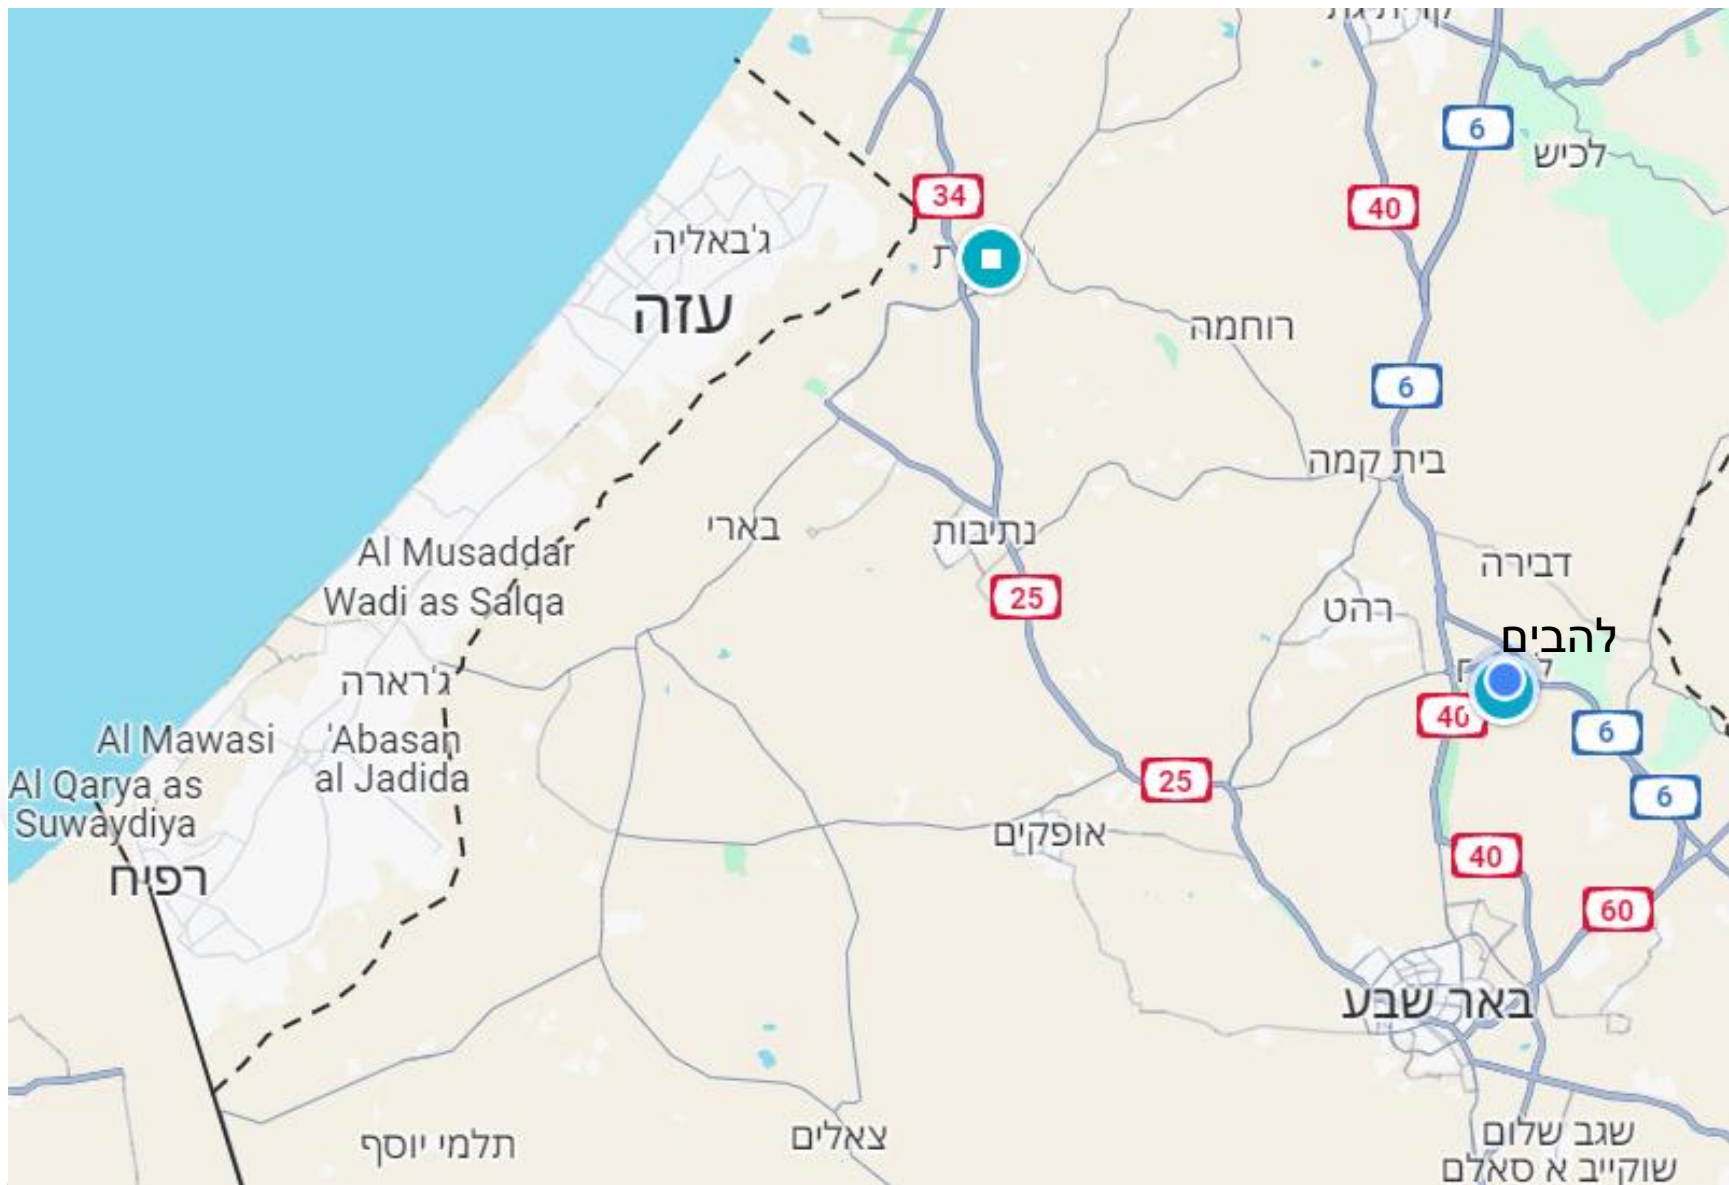 34
6
לכיש
40
ג'באליה
ת
עזה
רוחמה
6
בית קמה
בארי
נתיבות
Al Musaddar
דבירה
Wadi as Salqa
25
רהט
להבים
ג'רארה
40
Al Mawasi
'Abasan
al Jadida
6
Al Qarya as
Suwaydiya
25
6
אופקים
רפיח
40
60
באר שבע
תלמי יוסף
צאלים
שגב שלום
שוקייב א סאלם